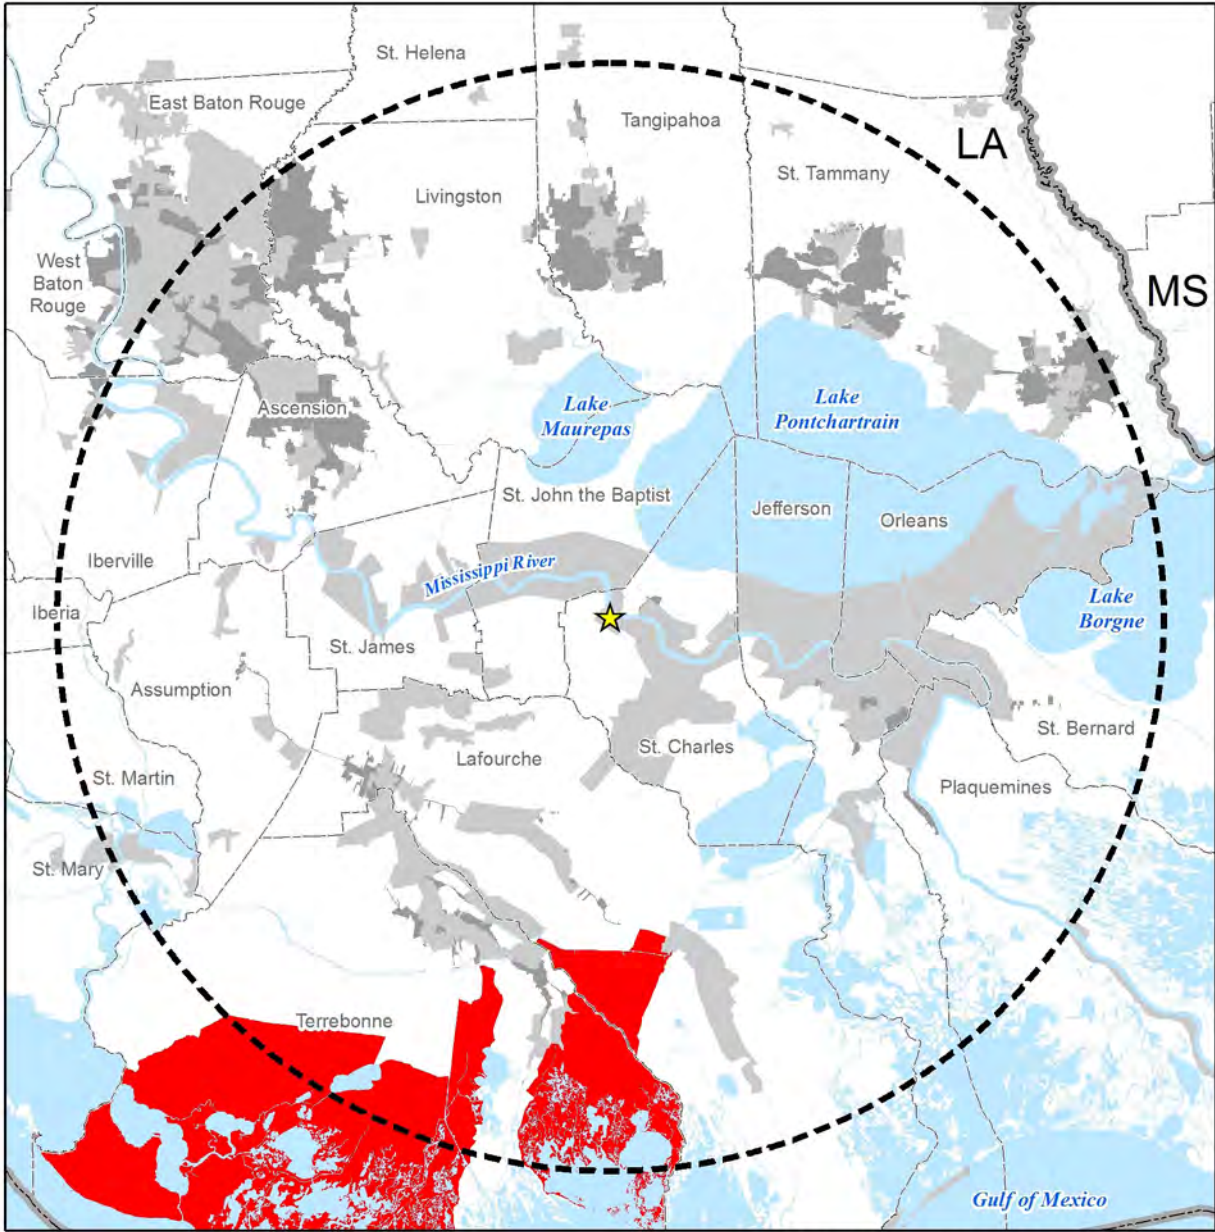 St. Helena
East Baton Rouge
Tangipahoa
LA
St. Tammany
Livingston
West
Baton
Rouge
MS
Lake
Maurepas
Lake
Pontchartrain
Ascension
St. John the Baptist
Jefferson
Orleans
Iberville
Mississippi River
Iberia
Lake
Borgne
St. James
Assumption
St. Bernard
St. Charles
Lafourche
St. Martin
Plaquemines
St. Mary
Terrebonne
Gulf of Mexico